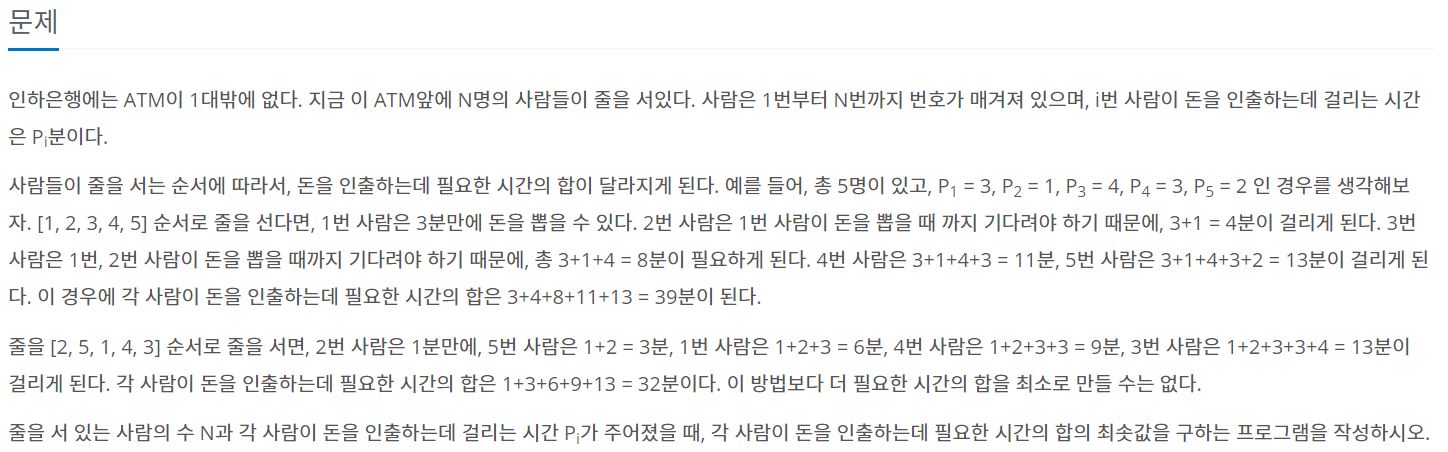 문제
인하은행에는 ATM이 1대밖에 없다. 지금 이 ATM앞에 N명의 사람들이 줄을 서있다. 사람은 1번부터 N번까지 번호가 매겨져 있으며, i번 사람이 돈을 인출하는데 걸리는 시간
은 Pi분이다.
사람들이 줄을 서는 순서에 따라서, 돈을 인출하는데 필요한 시간의 합이 달라지게 된다. 예를 들어, 총 5명이 있고, P1 = 3, P2 = 1, P3 = 4, P4 = 3, P5 = 2 인 경우를 생각해보
자. [1, 2, 3, 4, 5] 순서로 줄을 선다면, 1번 사람은 3분만에 돈을 뽑을 수 있다. 2번 사람은 1번 사람이 돈을 뽑을 때 까지 기다려야 하기 때문에, 3+1 = 4분이 걸리게 된다. 3번
사람은 1번, 2번 사람이 돈을 뽑을 때까지 기다려야 하기 때문에, 총 3+1+4 = 8분이 필요하게 된다. 4번 사람은 3+1+4+3 = 11분, 5번 사람은 3+1+4+3+2 = 13분이 걸리게 된
다. 이 경우에 각 사람이 돈을 인출하는데 필요한 시간의 합은 3+4+8+11+13 = 39분이 된다.
줄을 [2, 5, 1, 4, 3] 순서로 줄을 서면, 2번 사람은 1분만에, 5번 사람은 1+2 = 3분, 1번 사람은 1+2+3 = 6분, 4번 사람은 1+2+3+3 = 9분, 3번 사람은 1+2+3+3+4 = 13분이
걸리게 된다. 각 사람이 돈을 인출하는데 필요한 시간의 합은 1+3+6+9+13 = 32분이다. 이 방법보다 더 필요한 시간의 합을 최소로 만들 수는 없다.
줄을 서 있는 사람의 수 N과 각 사람이 돈을 인출하는데 걸리는 시간 Pi가 주어졌을 때, 각 사람이 돈을 인출하는데 필요한 시간의 합의 최솟값을 구하는 프로그램을 작성하시오.